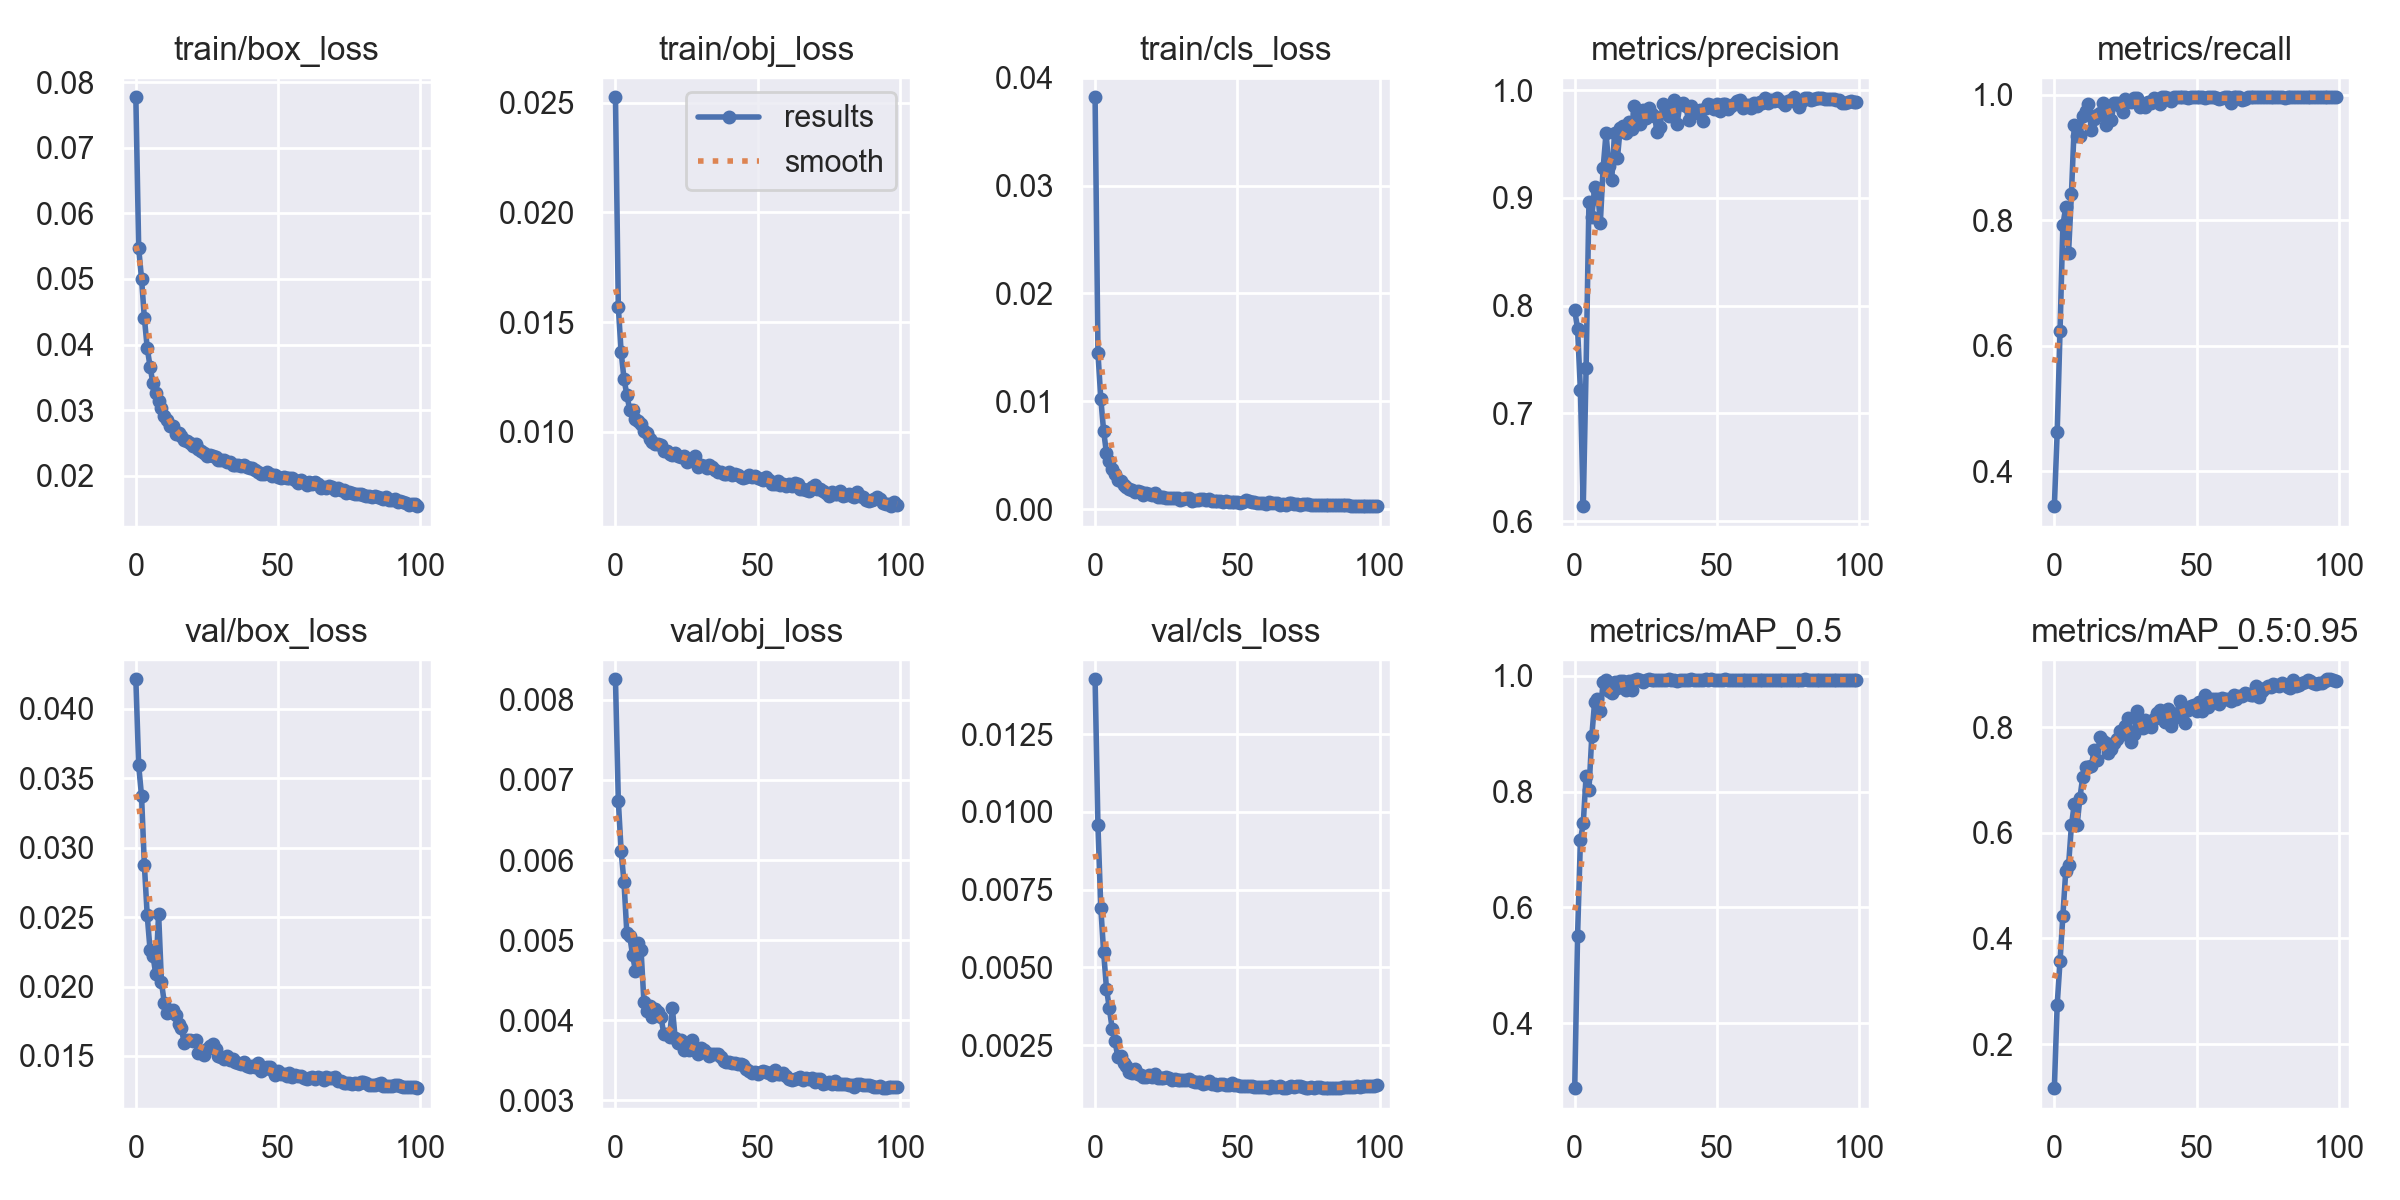 train/box_loss
0.08
0.07
0.06
0.05
0.04
0.03
0.02
0 50 100
train/obj_loss
results
smooth
0.025
0.020
0.015
0.010
0 50 100
train/cls_loss
0.04
0.03
0.02
0.01
0.00
0 50 100
metrics/precision
1.0
0.9
0.8
0.7
0.6
0 50 100
metrics/recall
1.0
0.8
0.6
0.4
0 50 100
val/box_loss
0.040
0.035
0.030
0.025
0.020
0.015
0 50 100
val/obj_loss
0.008
0.007
0.006
0.005
0.004
0.003
0 50 100
val/cls_loss
0.0125
0.0100
0.0075
0.0050
0.0025
0 50 100
metrics/mAP_0.5
1.0
0.8
0.6
0.4
0 50 100
metrics/mAP_0.5:0.95
0.8
0.6
0.4
0.2
0 50 100